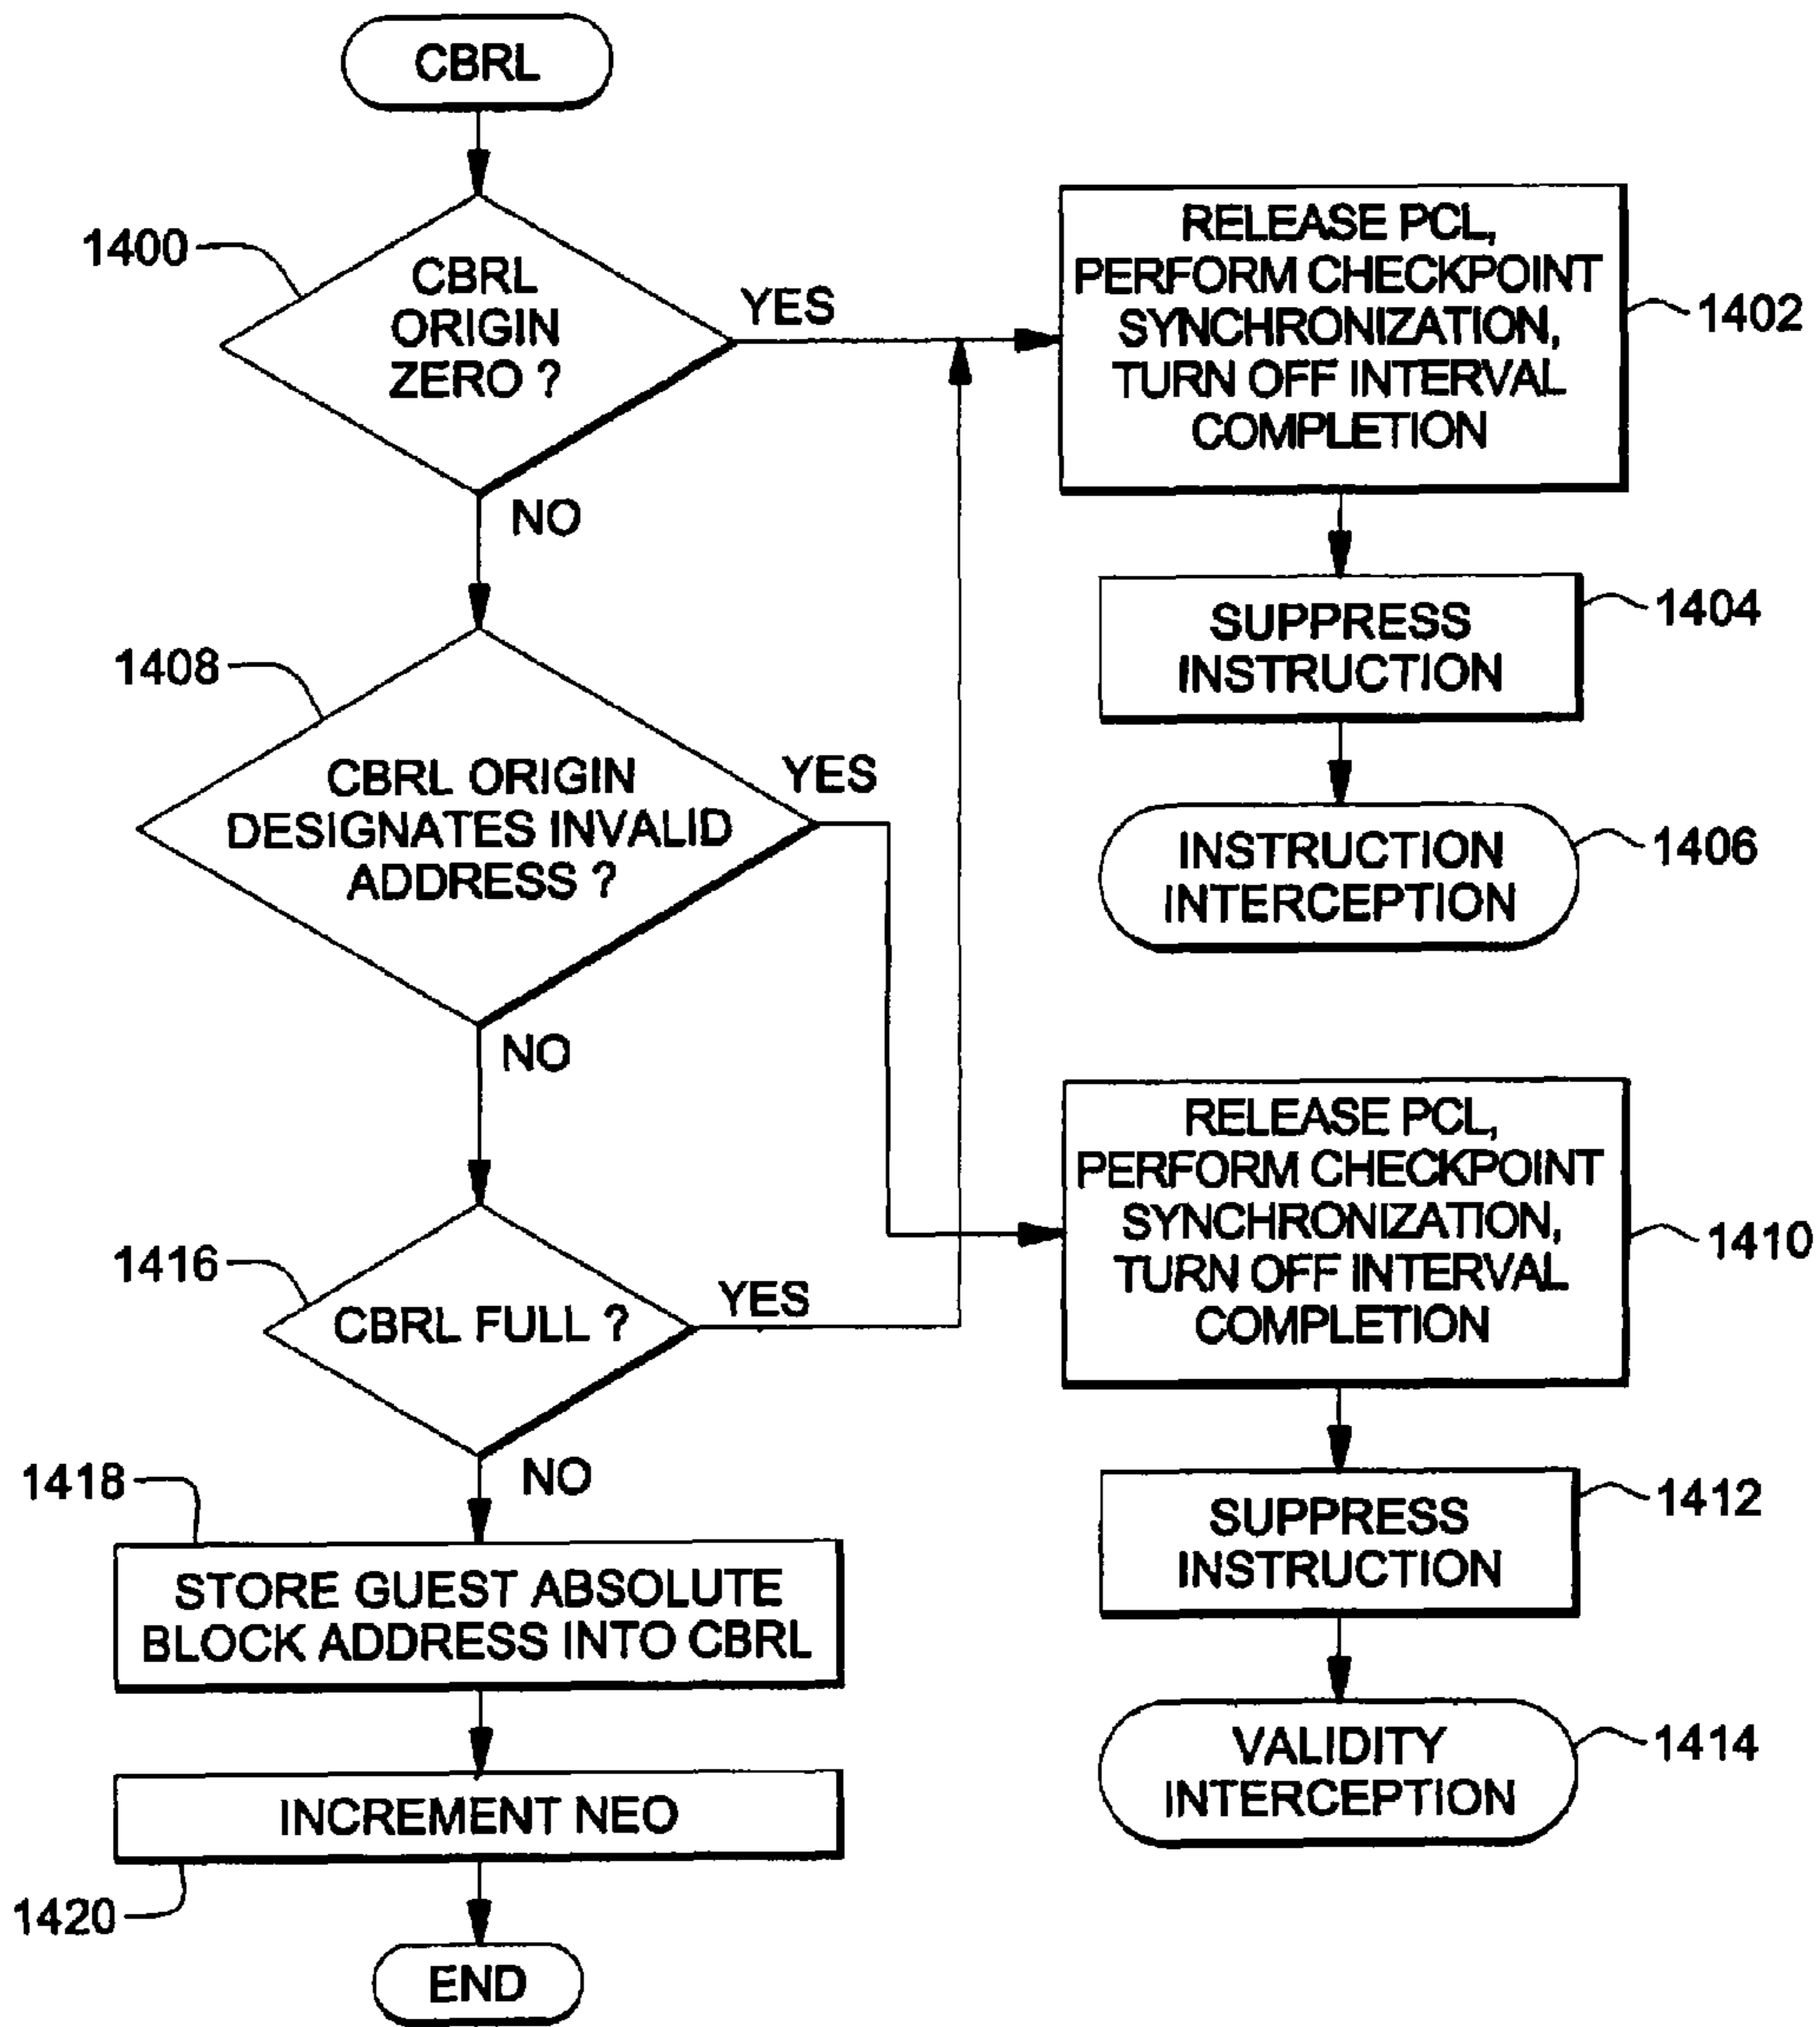 CBRL
1400
CBRL
ORIGIN
ZERO ?
YES
NO
RELEASE PCL,
PERFORM CHECKPOINT
SYNCHRONIZATION,
TURN OFF INTERVAL
COMPLETION
1402
SUPPRESS
INSTRUCTION
1404
INSTRUCTION
INTERCEPTION
1406
1408
CBRL ORIGIN
DESIGNATES INVALID
ADDRESS ?
YES
NO
RELEASE PCL,
PERFORM CHECKPOINT
SYNCHRONIZATION,
TURN OFF INTERVAL
COMPLETION
1410
SUPPRESS
INSTRUCTION
1412
VALIDITY
INTERCEPTION
1414
1416
CBRL FULL ?
YES
NO
1418
STORE GUEST ABSOLUTE
BLOCK ADDRESS INTO CBRL
INCREMENT NEO
1420
END